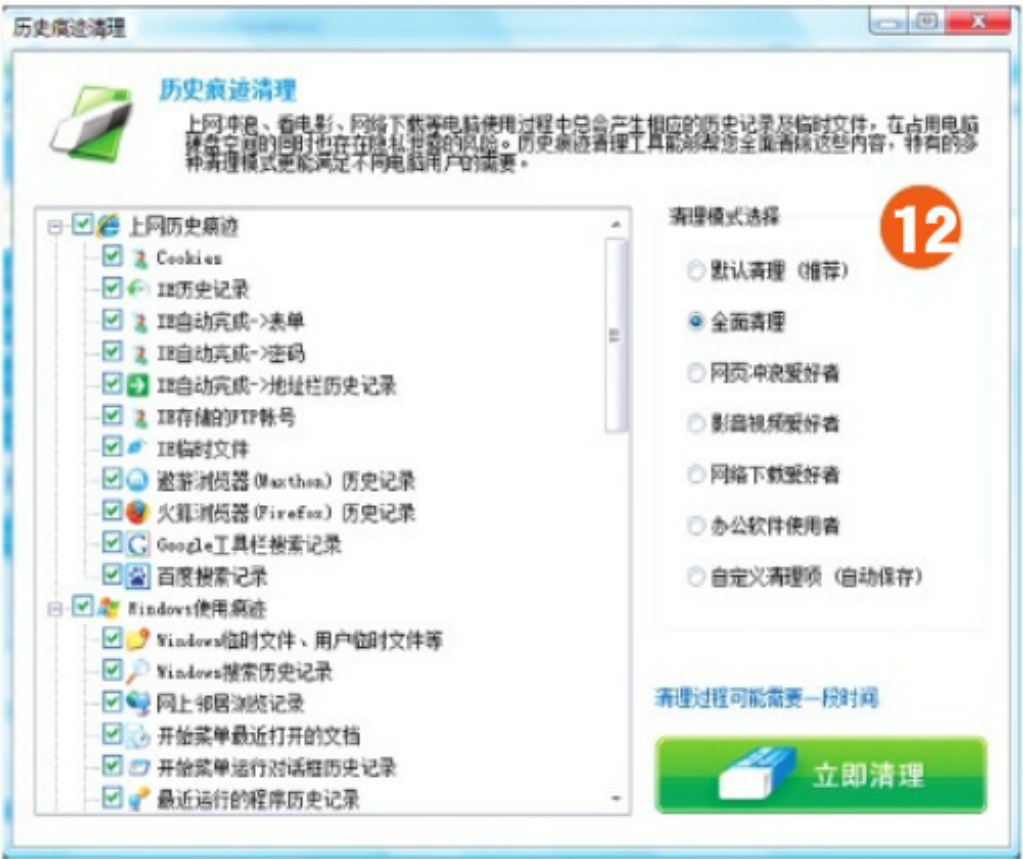 历史痕迹清理
历史痕迹清理
上网冲浪、看电影、网络下载等电脑使用过程中总会产生相应的历史记录及临时文件，在占用电脑
硬盘空间的同时也存在隐私泄露的风险。历史痕迹清理工具能够帮您全面清除这些内容，特有的多
种清理模式更能满足不同电脑用户的需要。
上网历史痕迹
Cookies
IE历史记录
IE自动完成->表单
IE自动完成->密码
IE自动完成->地址栏历史记录
IE存储的FTP帐号
IE临时文件
遨游浏览器(Maxthon) 历史记录
火狐浏览器(Firefox) 历史记录
Google工具栏搜索记录
百度搜索记录
Windows使用痕迹
Windows临时文件、用户临时文件等
Windows搜索历史记录
网上邻居浏览记录
开始菜单最近打开的文档
开始菜单运行对话框历史记录
最近运行的程序历史记录
清理模式选择
12
默认清理 (推荐)
全面清理
网页冲浪爱好者
影音视频爱好者
网络下载爱好者
办公软件使用者
自定义清理项 (自动保存)
清理过程可能需要一段时间
立即清理